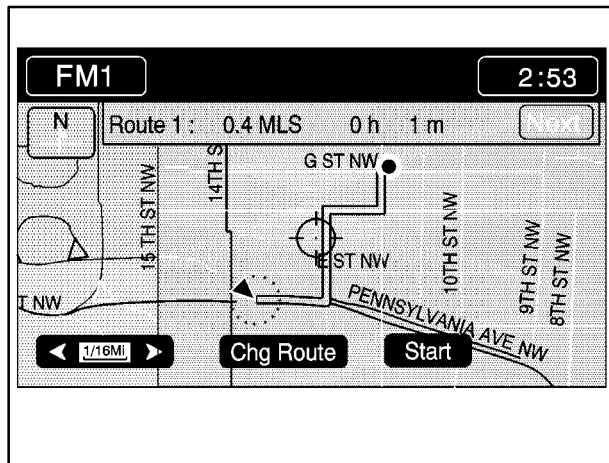 FM1
2:53
N
Route 1 : 0.4 MLS 0 h 1 m Next
G ST NW
14TH S
15 TH ST NW
E ST NW
10TH ST NW
9TH ST NW
8TH ST NW
T NW
PENNSYLVANIA AVE NW
1/16Mi
Chg Route
Start